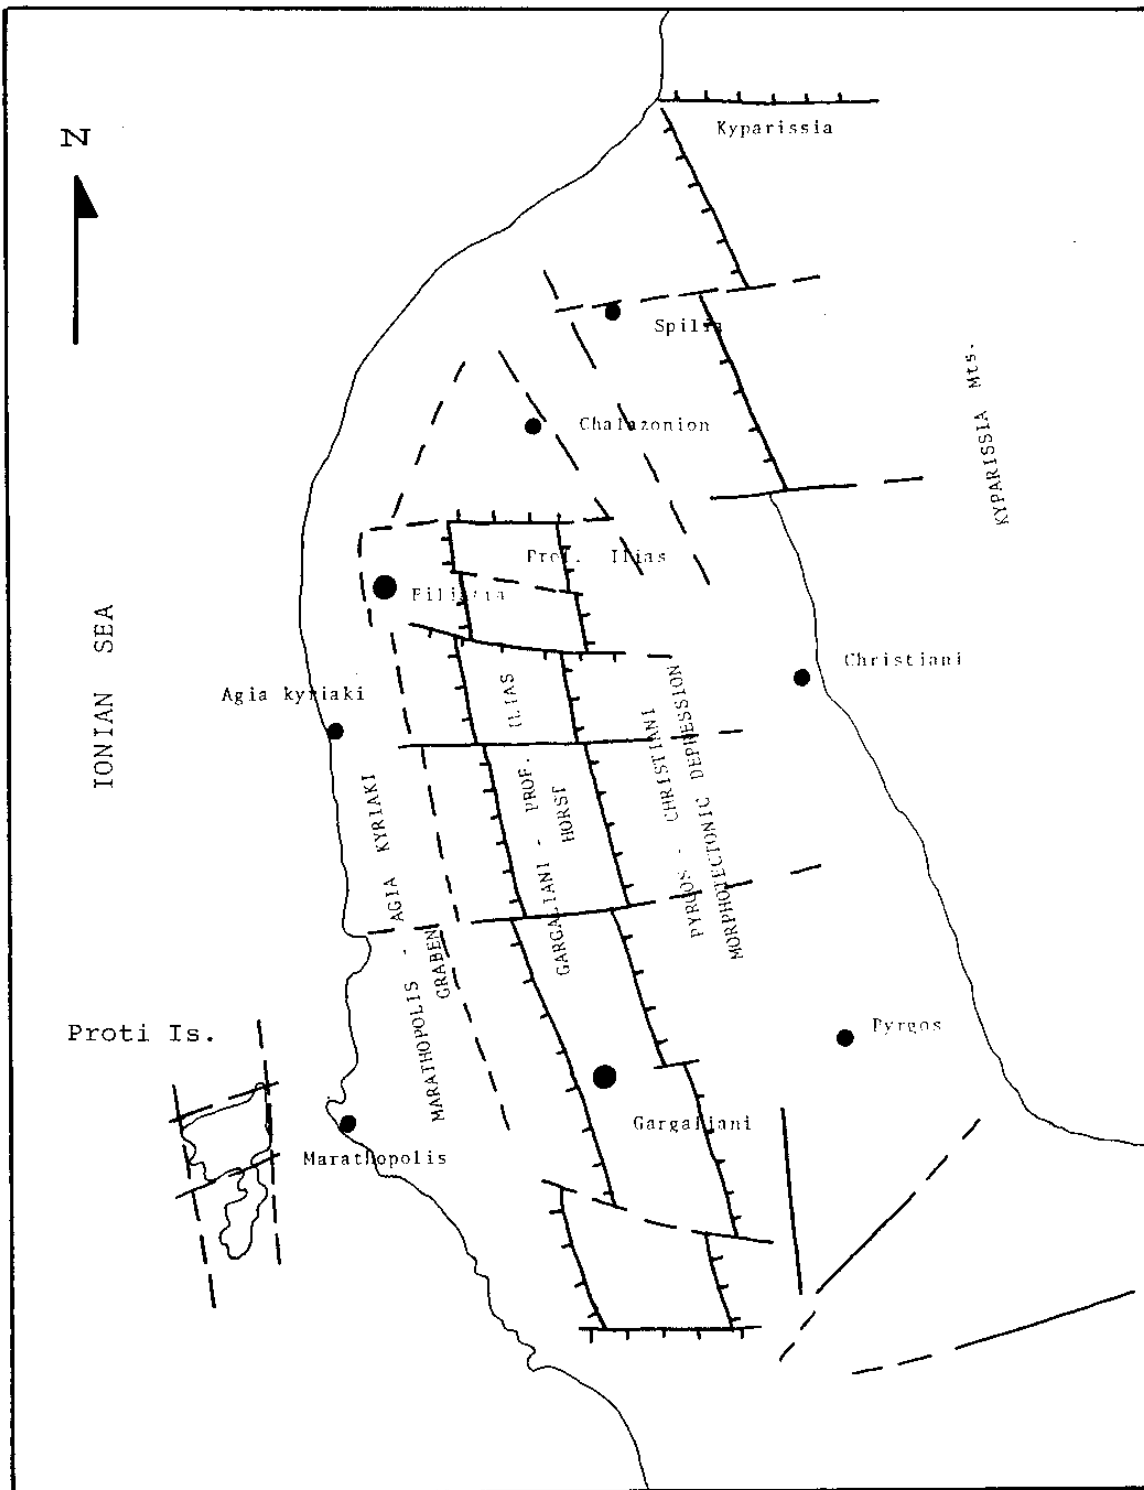 N
Kyparissia
Spilia
KYPARISSIA Mts.
Chalazonion
Prof. Ilias
Filiatra
IONIAN SEA
Christiani
Agia kyriaki
GARGALIANI - PROF. ILIAS
HORST
PYRGOS - CHRISTIANI
MORPHOTECTONIC DEPRESSION
MARATHOPOLIS - AGIA KYRIAKI
GRABEN
Proti Is.
Pyrgos
Gargaliani
Marathopolis